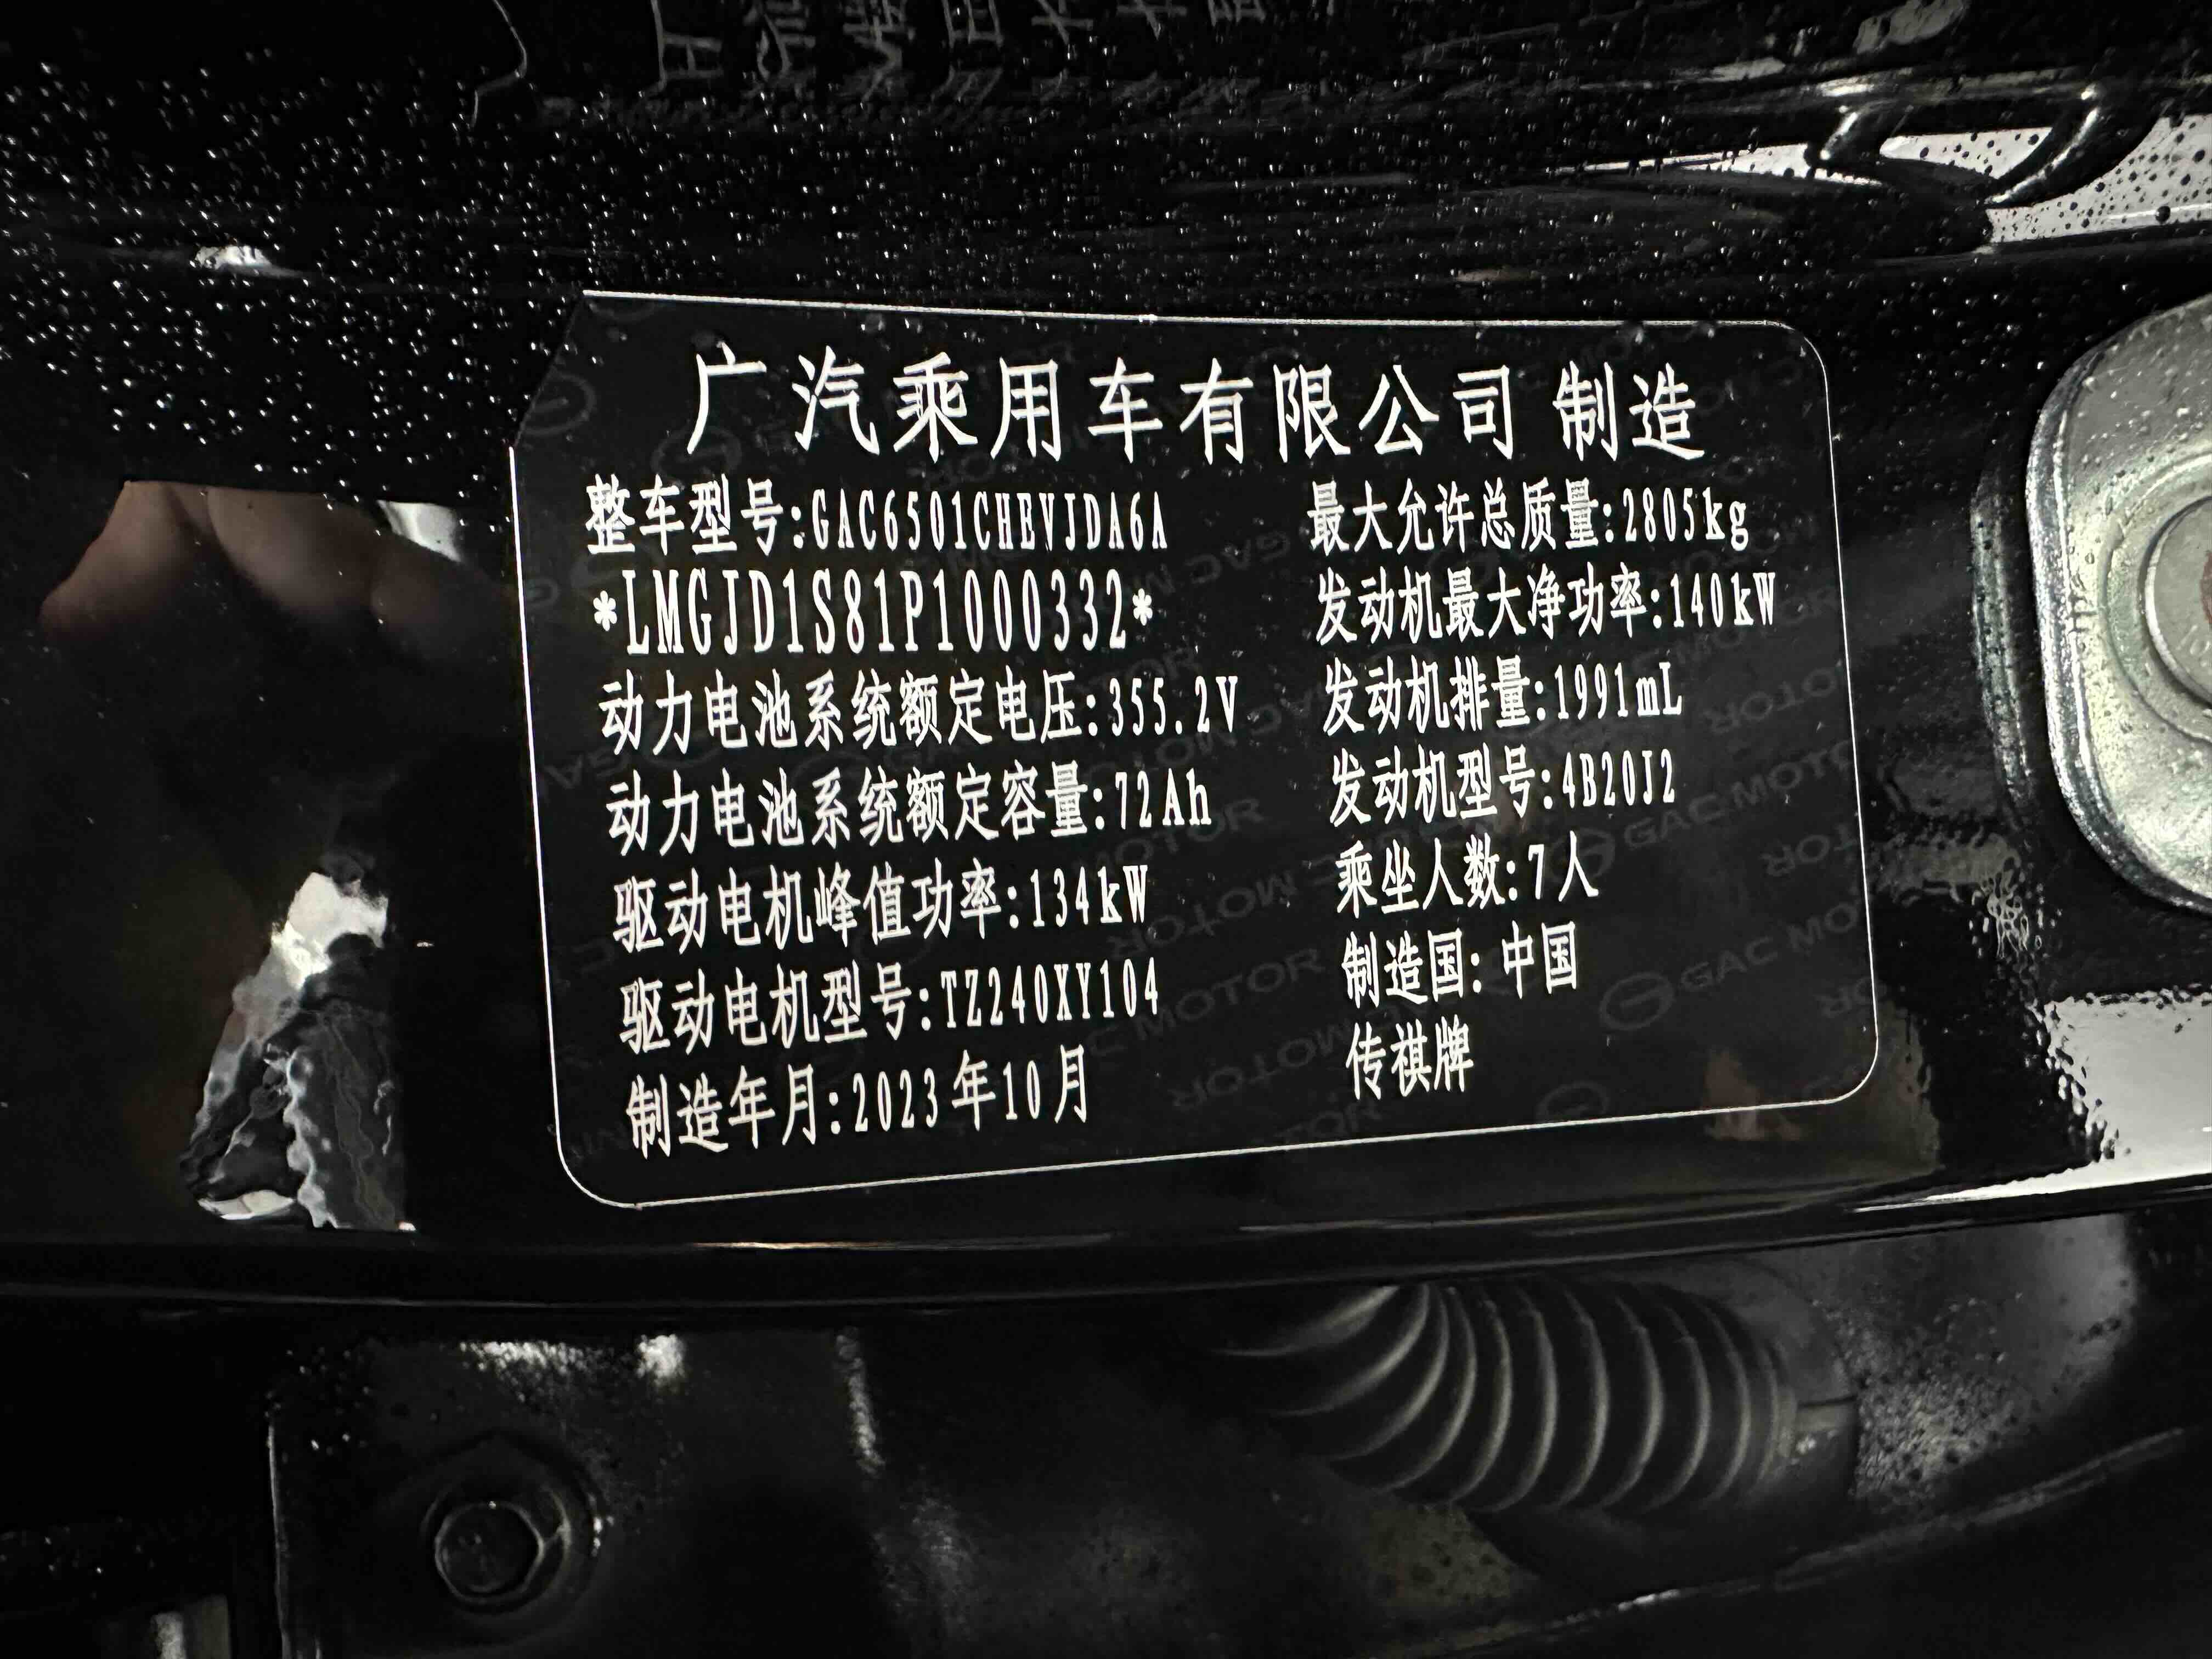 广汽乘用车有限公司 制造
整车型号:GAC6501CHEVJDA6A
*LMGJD1S81P1000332*
动力电池系统额定电压:355.2V
动力电池系统额定容量:72Ah
驱动电机峰值功率:134kW
驱动电机型号:TZ240XY104
制造年月:2023年10月
最大允许总质量:2805kg
发动机最大净功率:140kW
发动机排量:1991mL
发动机型号:4B20J2
乘坐人数:7人
制造国:中国
传祺牌
GAC MOTOR
GAC MOTOR